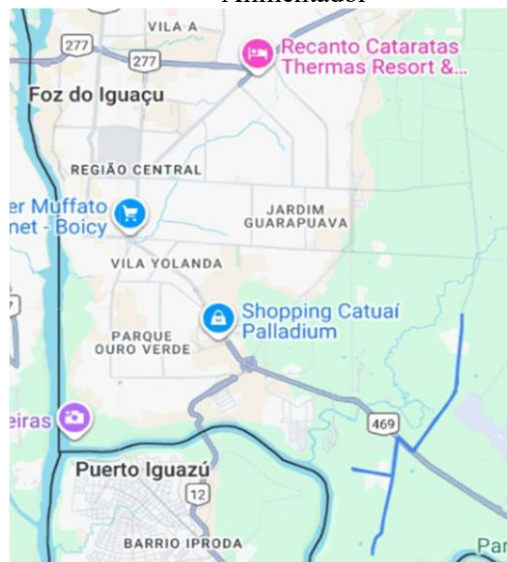 VILA A
277
277
Recanto Cataratas
Thermas Resort &...
Foz do Iguaçu
REGIÃO CENTRAL
er Muffato
met - Boicy
JARDIM
GUARAPUAVA
VILA YOLANDA
Shopping Catuaí
Palladium
PARQUE
OURO VERDE
eiras
469
Puerto Iguazú
12
BARRIO IPRODA
Par